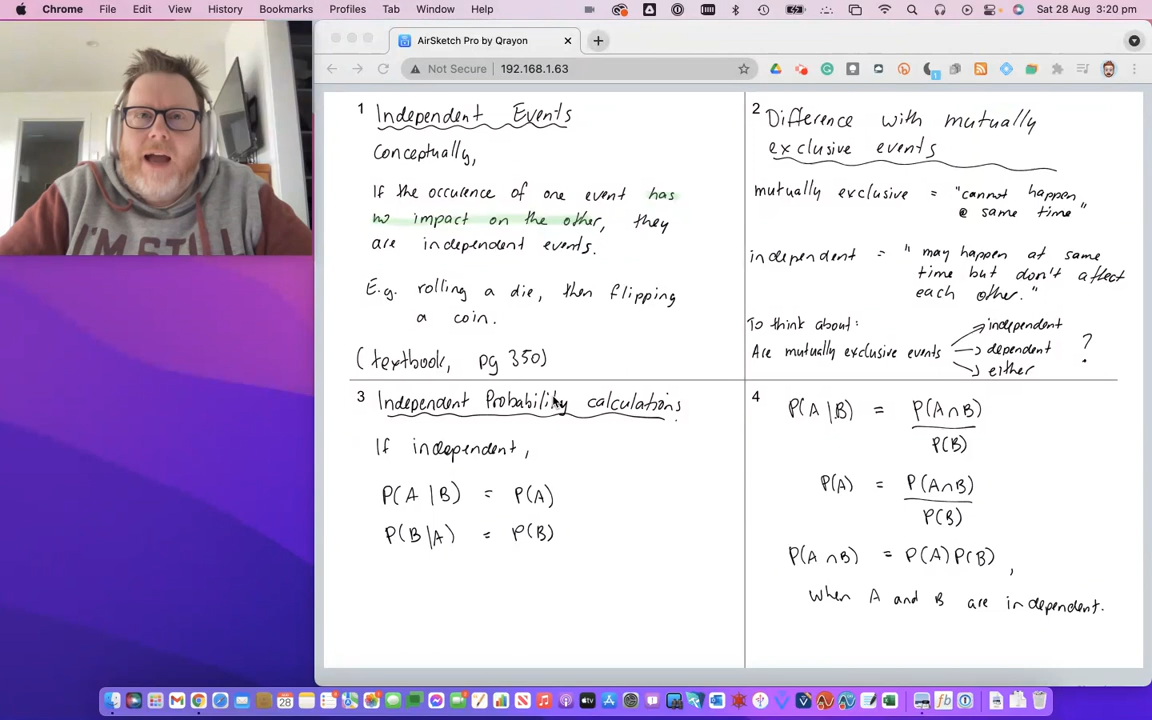 Chrome File Edit View History Bookmarks Profiles Tab Window Help Sat 28 Aug 3:20 pm
AirSketch Pro by Qrayon
Not Secure 192.168.1.63
I'M STILL
1 Independent Events
Conceptually,
If the occurence of one event has
no impact on the other, they
are independent events.
E.g. rolling a die, then flipping
a coin.
(textbook, pg 350)
2 Difference with mutually
exclusive events
mutually exclusive = "cannot happen
@ same time"
independent = "may happen at same
time but don't affect
each other."
To think about:
Are mutually exclusive events → independent
→ dependent ?
→ either
3 Independent Probability calculations
If independent,
P(A|B) = P(A)
P(B|A) = P(B)
4 P(A|B) = P(A∩B)
P(B)
P(A) = P(A∩B)
P(B)
P(A∩B) = P(A)P(B),
when A and B are independent.
28
fb